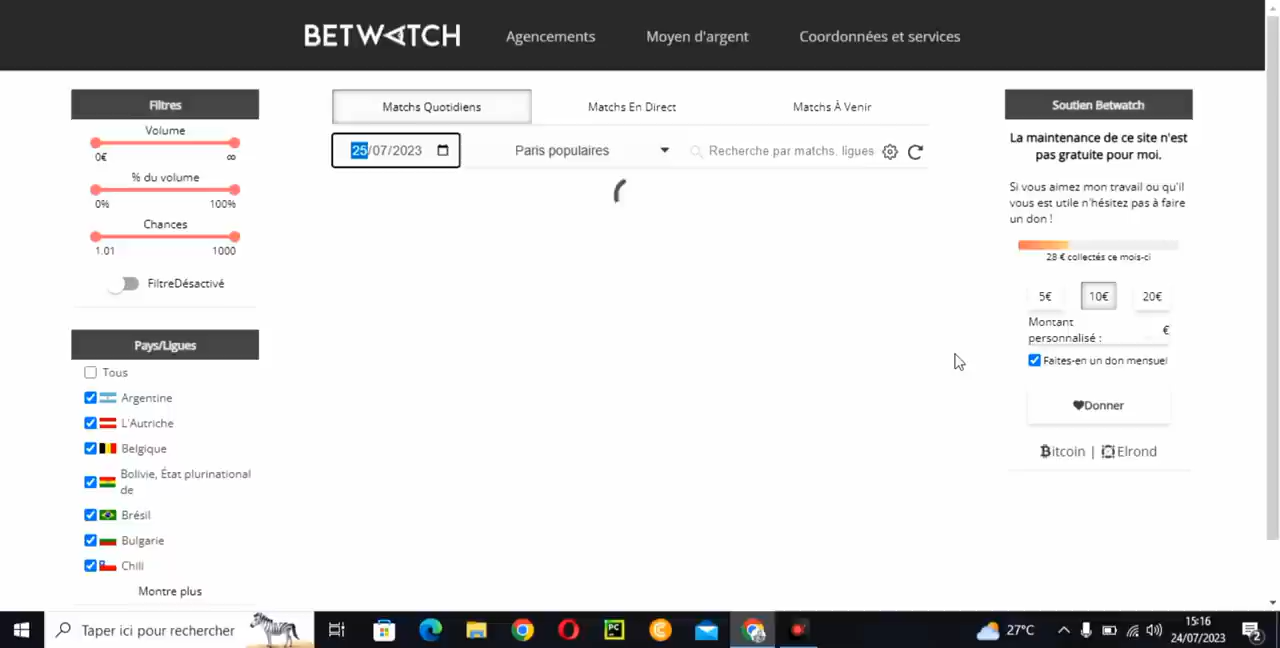 BETWATCH
Agencements
Moyen d'argent
Coordonnées et services
Filtres
Volume
0€
∞
% du volume
0%
100%
Chances
1.01
1000
FiltreDésactivé
Pays/Ligues
Tous
Argentine
L'Autriche
Belgique
Bolivie, État plurinational
de
Brésil
Bulgarie
Chili
Montre plus
Matchs Quotidiens
Matchs En Direct
Matchs À Venir
25/07/2023
Paris populaires
Recherche par matchs, ligues
Soutien Betwatch
La maintenance de ce site n'est
pas gratuite pour moi.
Si vous aimez mon travail ou qu'il
vous est utile n'hésitez pas à faire
un don !
28 € collectés ce mois-ci
5€
10€
20€
Montant
personnalisé :
€
Faites-en un don mensuel
Donner
Bitcoin | Elrond
Taper ici pour rechercher
PC
27°C
15:16
24/07/2023
2